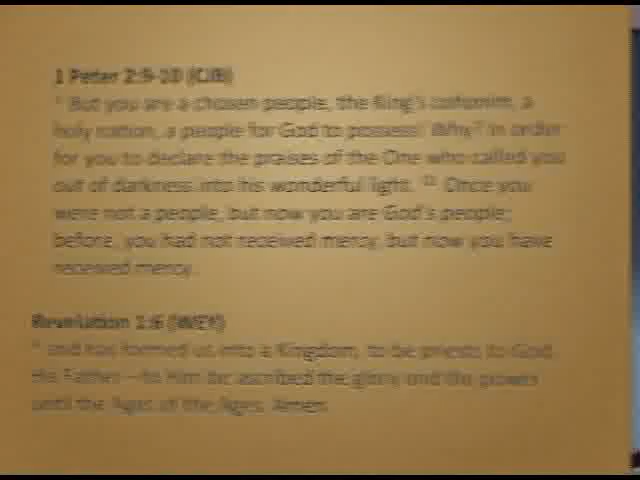 1 Peter 2:9-10 (CJB)
9 But you are a chosen people, the King's cohanim, a
holy nation, a people for God to possess! Why? In order
for you to declare the praises of the One who called you
out of darkness into his wonderful light. 10 Once you
were not a people, but now you are God's people;
before, you had not received mercy, but now you have
received mercy.
Revelation 1:6
and has formed us into a Kingdom, to be priests to God
the Father—to Him be ascribed the glory and the power
until the Ages of the Ages. Amen.